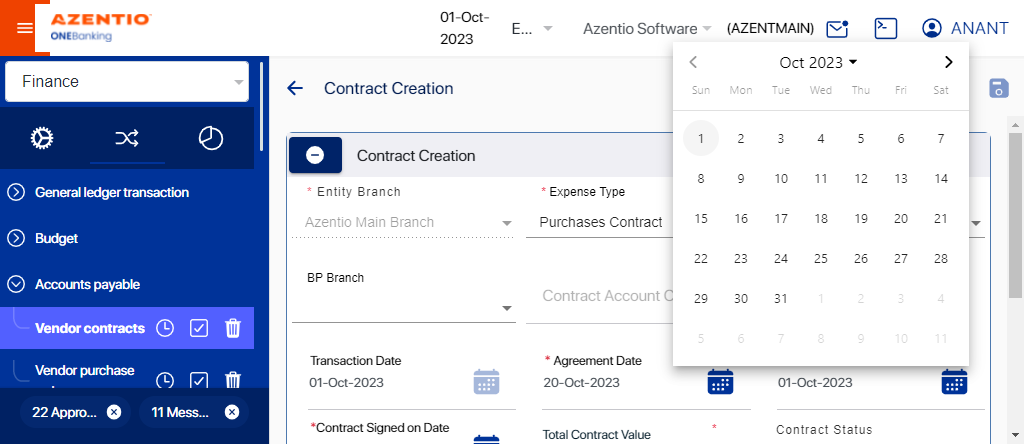 AZENTIO
ONEBanking
01-Oct-
2023
E...
Azentio Software
(AZENTMAIN)
ANANT
Finance
General ledger transaction
Budget
Accounts payable
Vendor contracts
Vendor purchase
22 Appro...
11 Mess...
Contract Creation
Contract Creation
* Entity Branch
Azentio Main Branch
* Expense Type
Purchases Contract
BP Branch
Contract Account C
Transaction Date
01-Oct-2023
* Agreement Date
20-Oct-2023
01-Oct-2023
*Contract Signed on Date
Total Contract Value *
Contract Status
Oct 2023
Sun Mon Tue Wed Thu Fri Sat
1 2 3 4 5 6 7
8 9 10 11 12 13 14
15 16 17 18 19 20 21
22 23 24 25 26 27 28
29 30 31 1 2 3 4
5 6 7 8 9 10 11